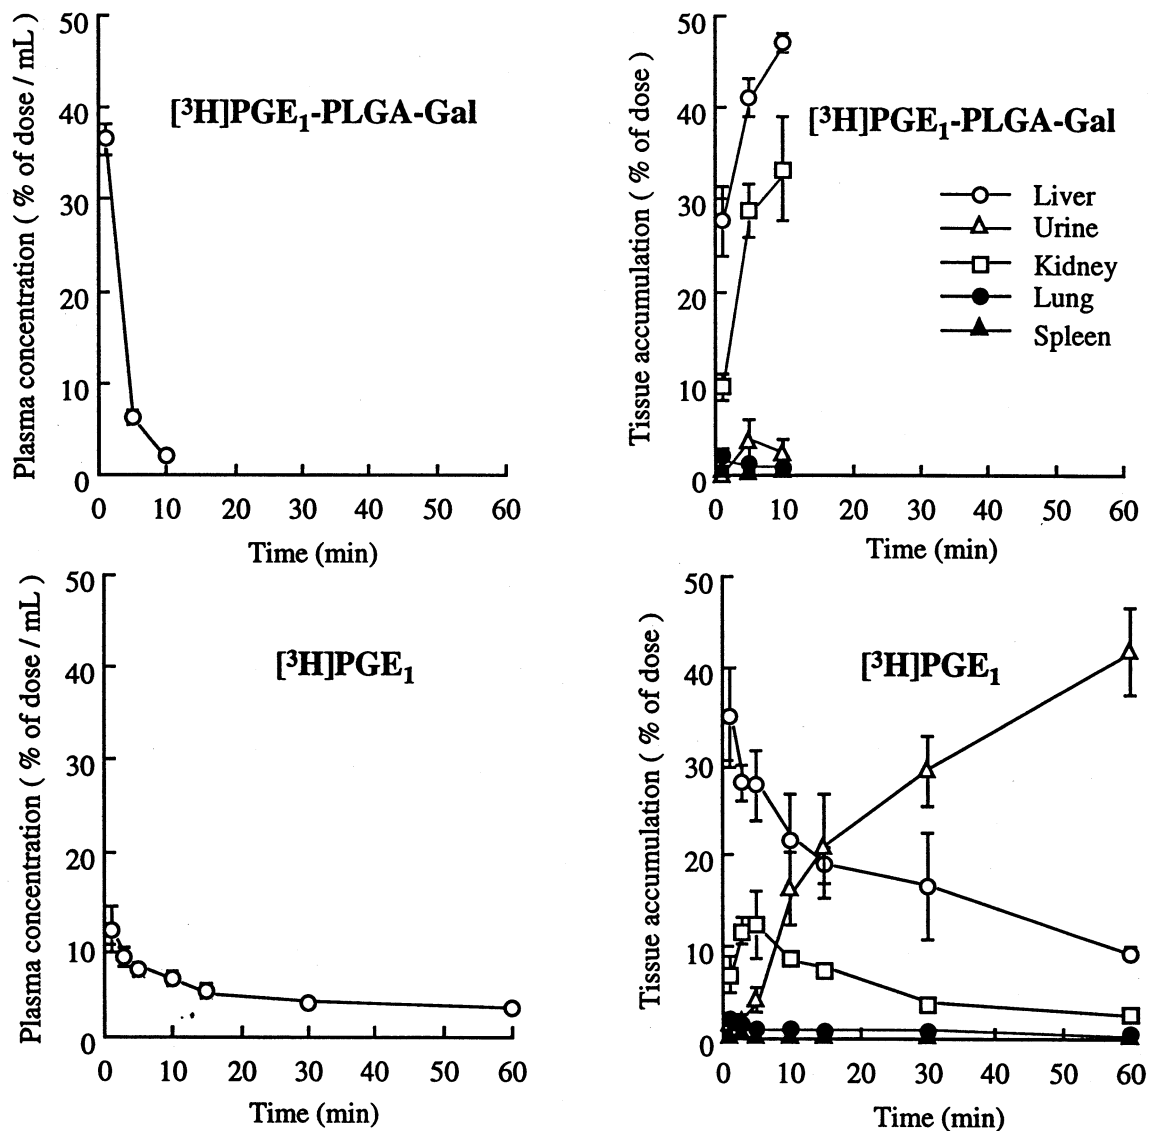 Plasma concentration ( % of dose / mL )
50
40
30
20
10
0
[³H]PGE₁-PLGA-Gal
0 10 20 30 40 50 60
Time (min)
Tissue accumulation ( % of dose )
50
40
30
20
10
0
[³H]PGE₁-PLGA-Gal
Liver
Urine
Kidney
Lung
Spleen
0 10 20 30 40 50 60
Time (min)
Plasma concentration ( % of dose / mL )
50
40
30
20
10
0
[³H]PGE₁
0 10 20 30 40 50 60
Time (min)
Tissue accumulation ( % of dose )
50
40
30
20
10
0
[³H]PGE₁
0 10 20 30 40 50 60
Time (min)